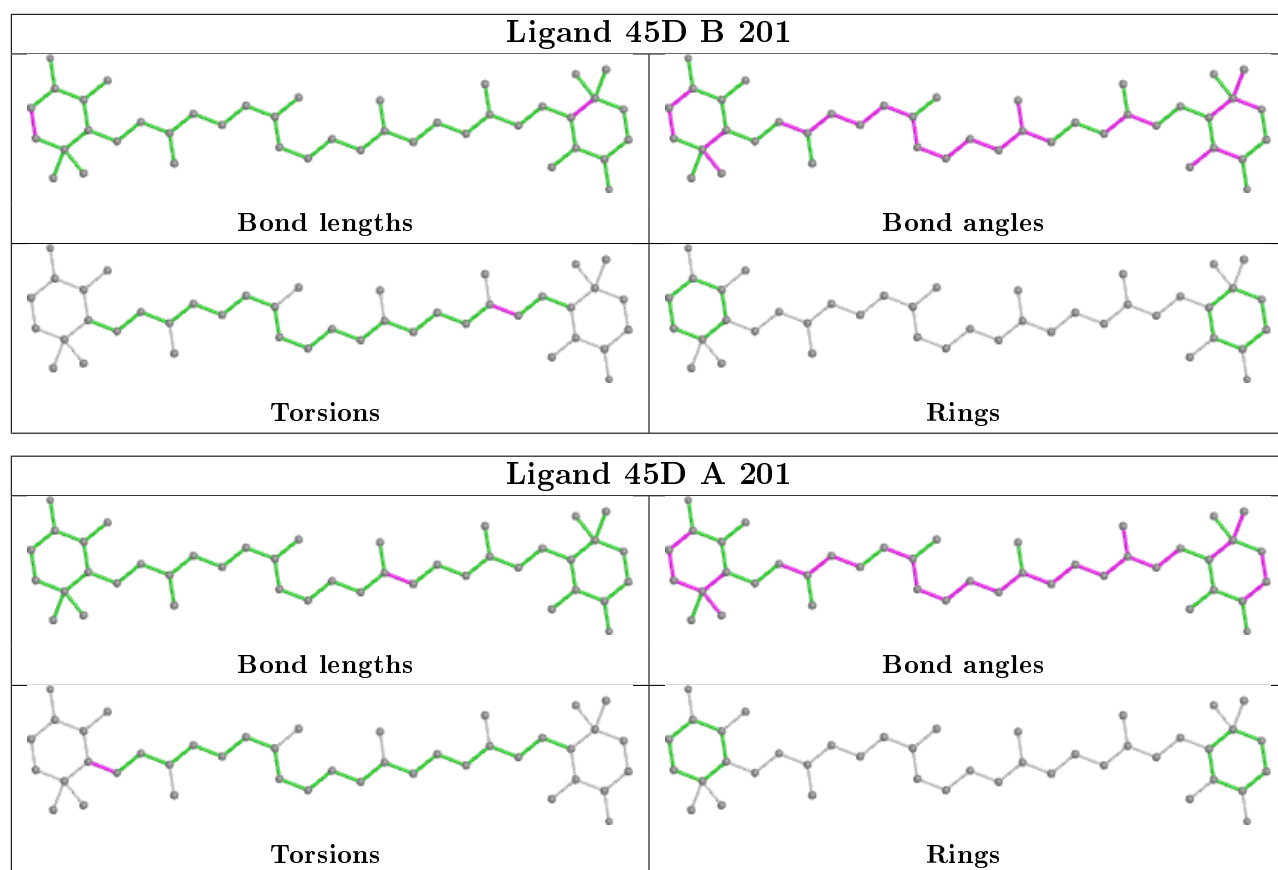 Ligand 45D B 201
Bond lengths
Bond angles
Torsions
Rings
Ligand 45D A 201
Bond lengths
Bond angles
Torsions
Rings